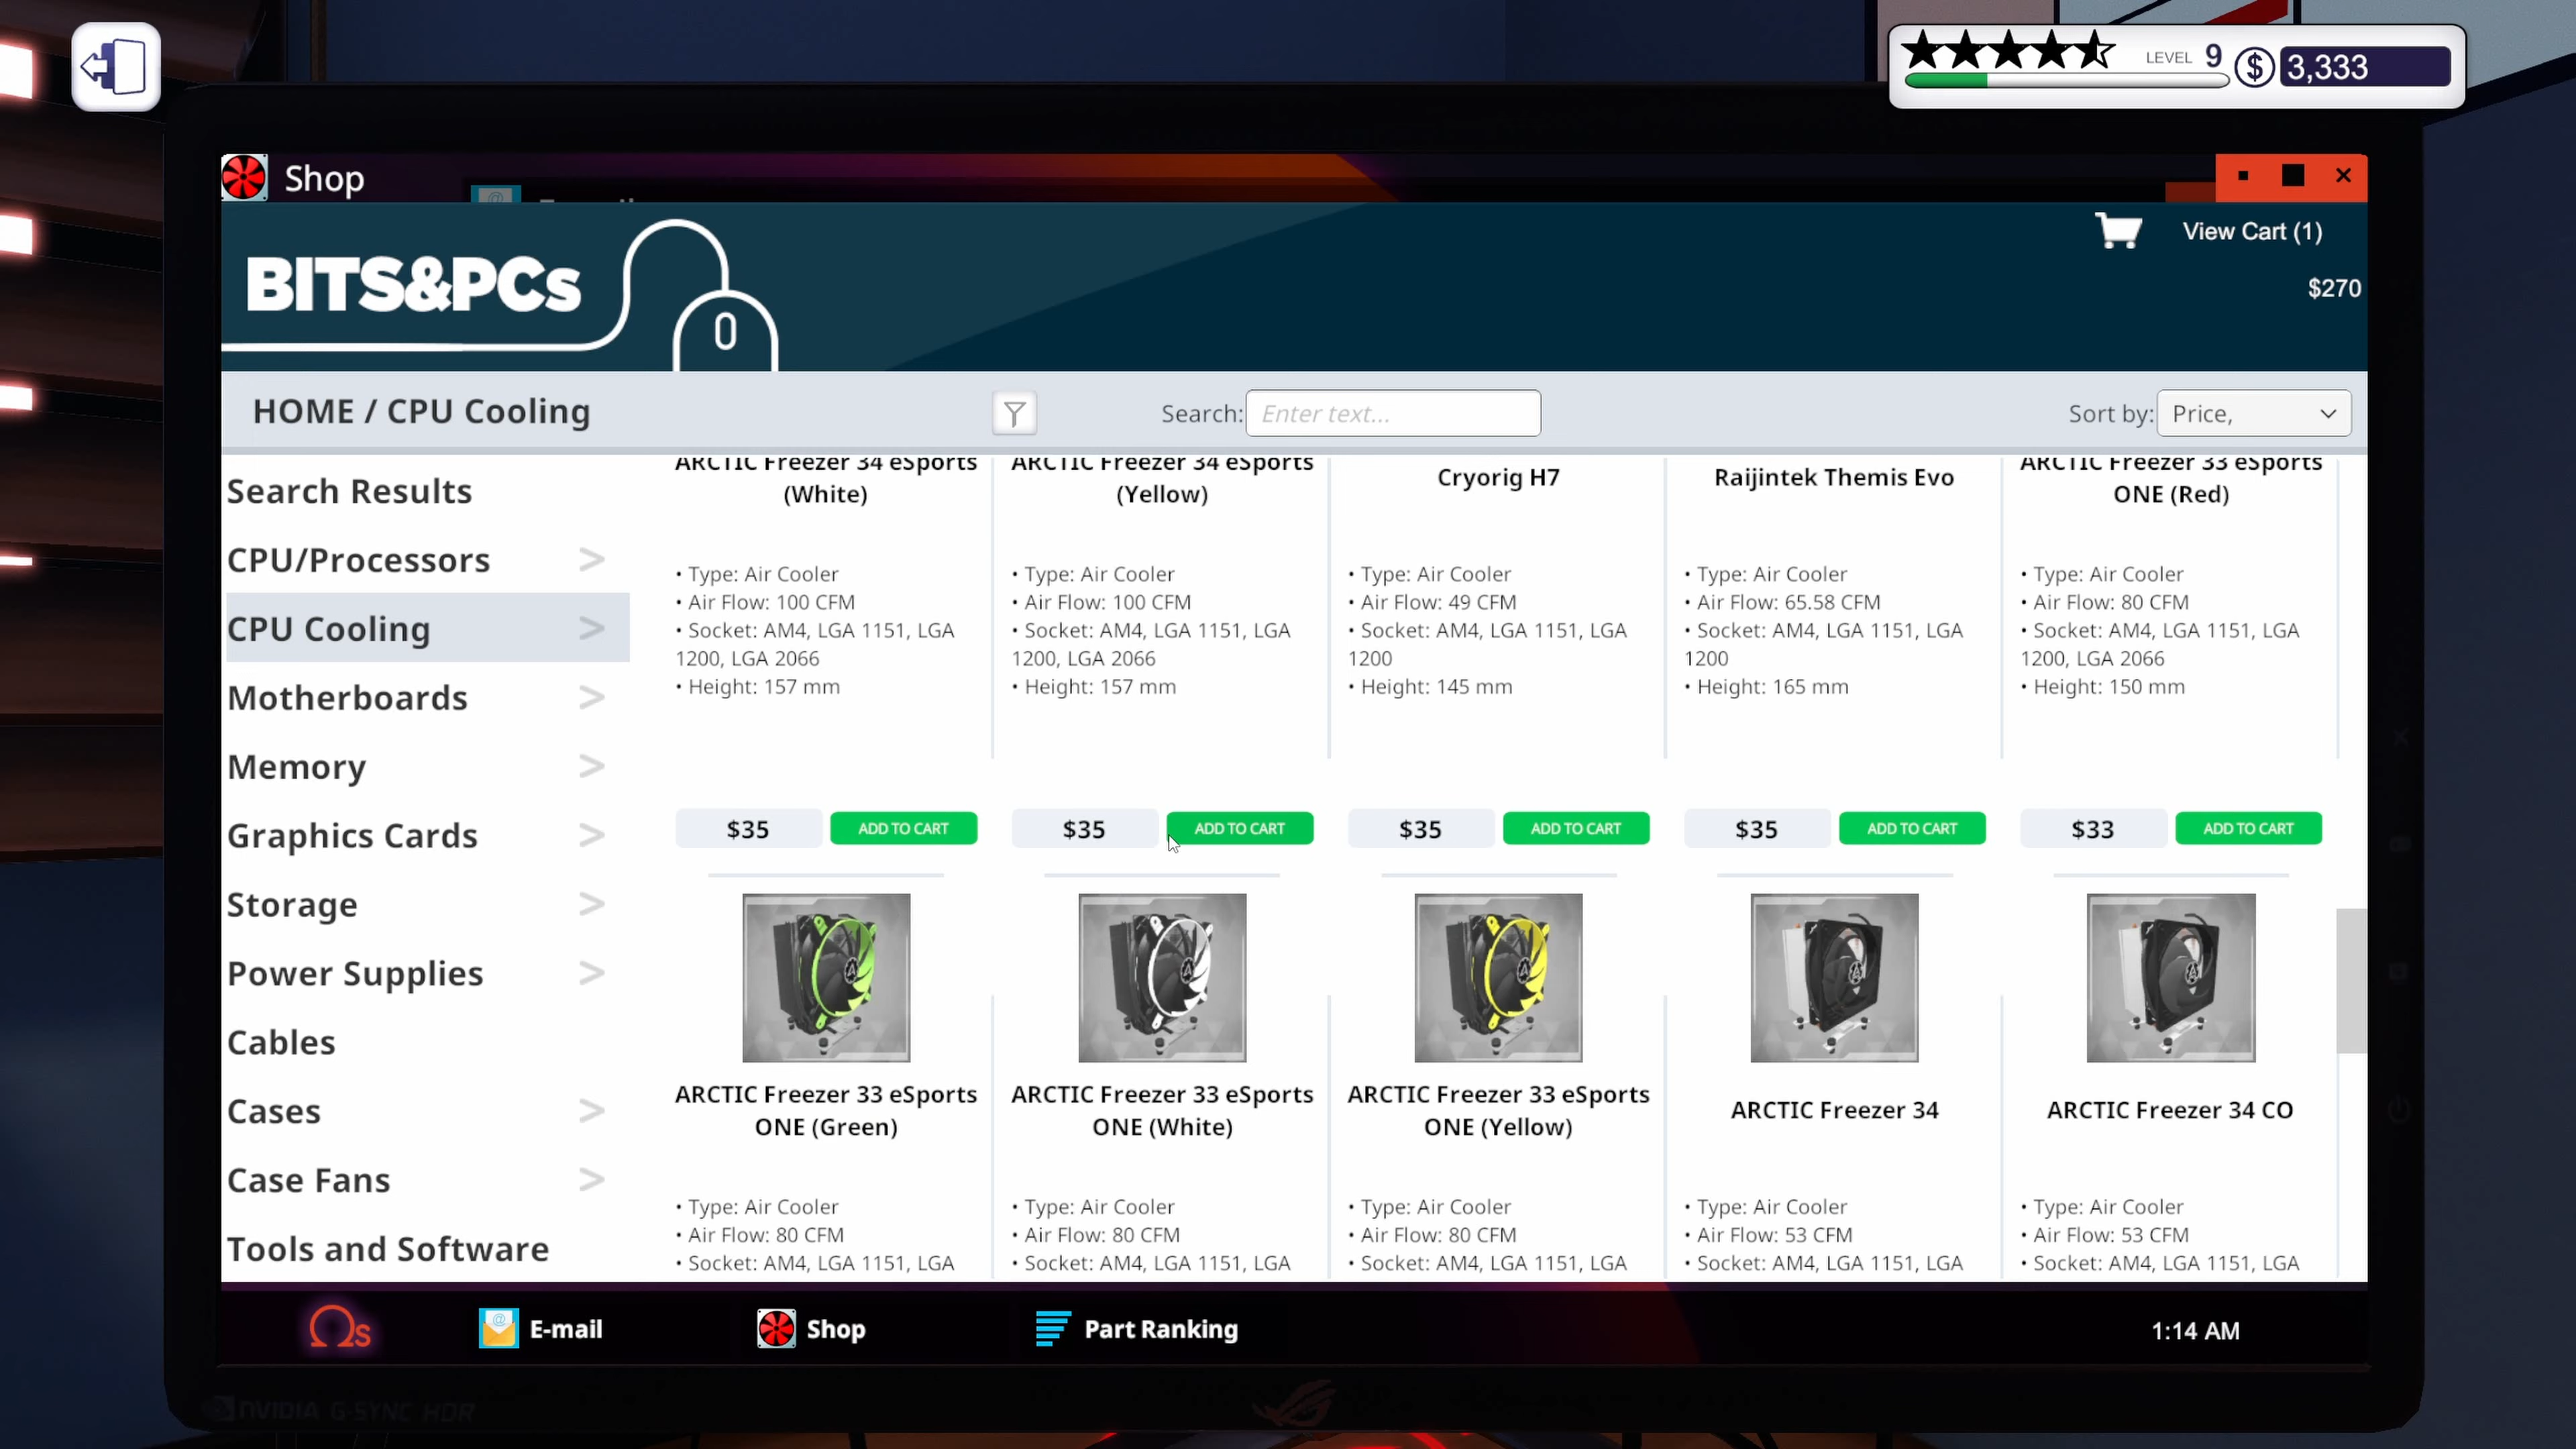 LEVEL 9
3,333
Shop
BITS&PCs
View Cart (1)
$270
HOME / CPU Cooling
Search:
Enter text...
Sort by:
Price,
Search Results
CPU/Processors >
CPU Cooling >
Motherboards >
Memory >
Graphics Cards >
Storage >
Power Supplies >
Cables
Cases >
Case Fans >
Tools and Software
ARCTIC Freezer 34 eSports
(White)
• Type: Air Cooler
• Air Flow: 100 CFM
• Socket: AM4, LGA 1151, LGA
1200, LGA 2066
• Height: 157 mm
$35
ADD TO CART
ARCTIC Freezer 34 eSports
(Yellow)
• Type: Air Cooler
• Air Flow: 100 CFM
• Socket: AM4, LGA 1151, LGA
1200, LGA 2066
• Height: 157 mm
$35
ADD TO CART
Cryorig H7
• Type: Air Cooler
• Air Flow: 49 CFM
• Socket: AM4, LGA 1151, LGA
1200
• Height: 145 mm
$35
ADD TO CART
Raijintek Themis Evo
• Type: Air Cooler
• Air Flow: 65.58 CFM
• Socket: AM4, LGA 1151, LGA
1200
• Height: 165 mm
$35
ADD TO CART
ARCTIC Freezer 33 eSports
ONE (Red)
• Type: Air Cooler
• Air Flow: 80 CFM
• Socket: AM4, LGA 1151, LGA
1200, LGA 2066
• Height: 150 mm
$33
ADD TO CART
ARCTIC Freezer 33 eSports
ONE (Green)
• Type: Air Cooler
• Air Flow: 80 CFM
• Socket: AM4, LGA 1151, LGA
ARCTIC Freezer 33 eSports
ONE (White)
• Type: Air Cooler
• Air Flow: 80 CFM
• Socket: AM4, LGA 1151, LGA
ARCTIC Freezer 33 eSports
ONE (Yellow)
• Type: Air Cooler
• Air Flow: 80 CFM
• Socket: AM4, LGA 1151, LGA
ARCTIC Freezer 34
• Type: Air Cooler
• Air Flow: 53 CFM
• Socket: AM4, LGA 1151, LGA
ARCTIC Freezer 34 CO
• Type: Air Cooler
• Air Flow: 53 CFM
• Socket: AM4, LGA 1151, LGA
Ωs
E-mail
Shop
Part Ranking
1:14 AM
NVIDIA G-SYNC HDR